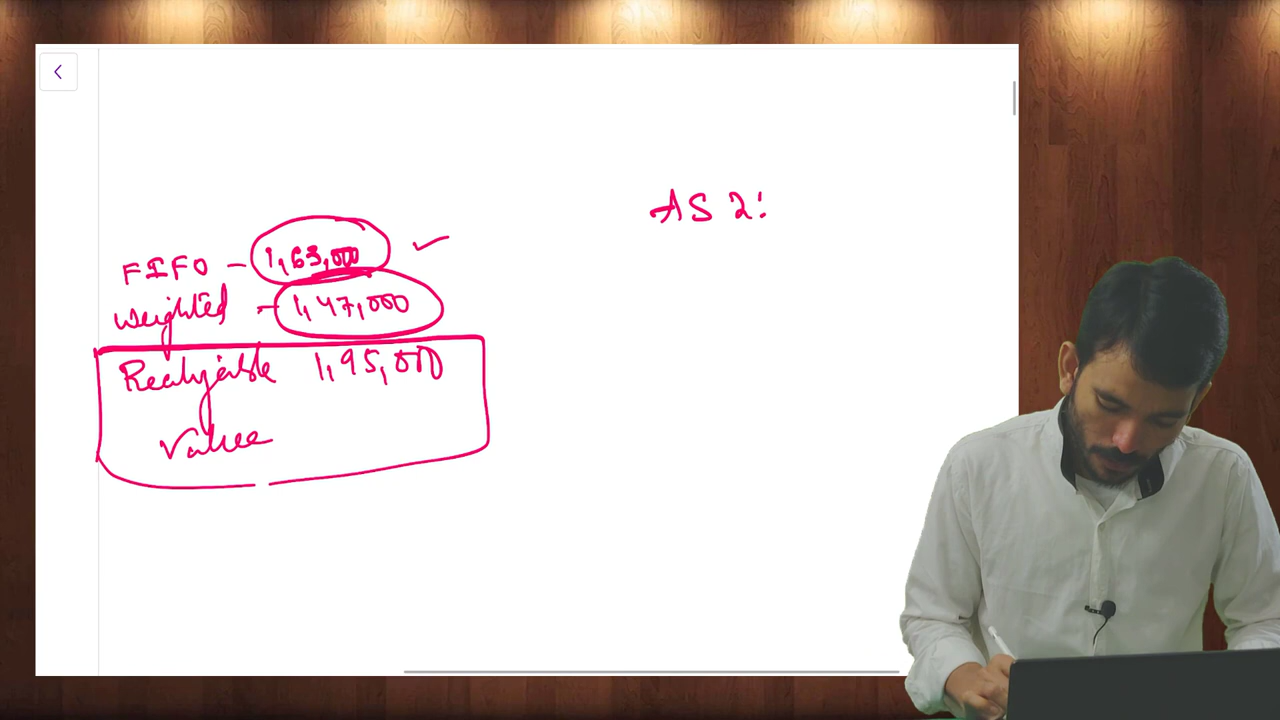 FIFO - 1,63,000
Weighted - 1,47,000
Realizable 1,95,000
Value
AS 2: